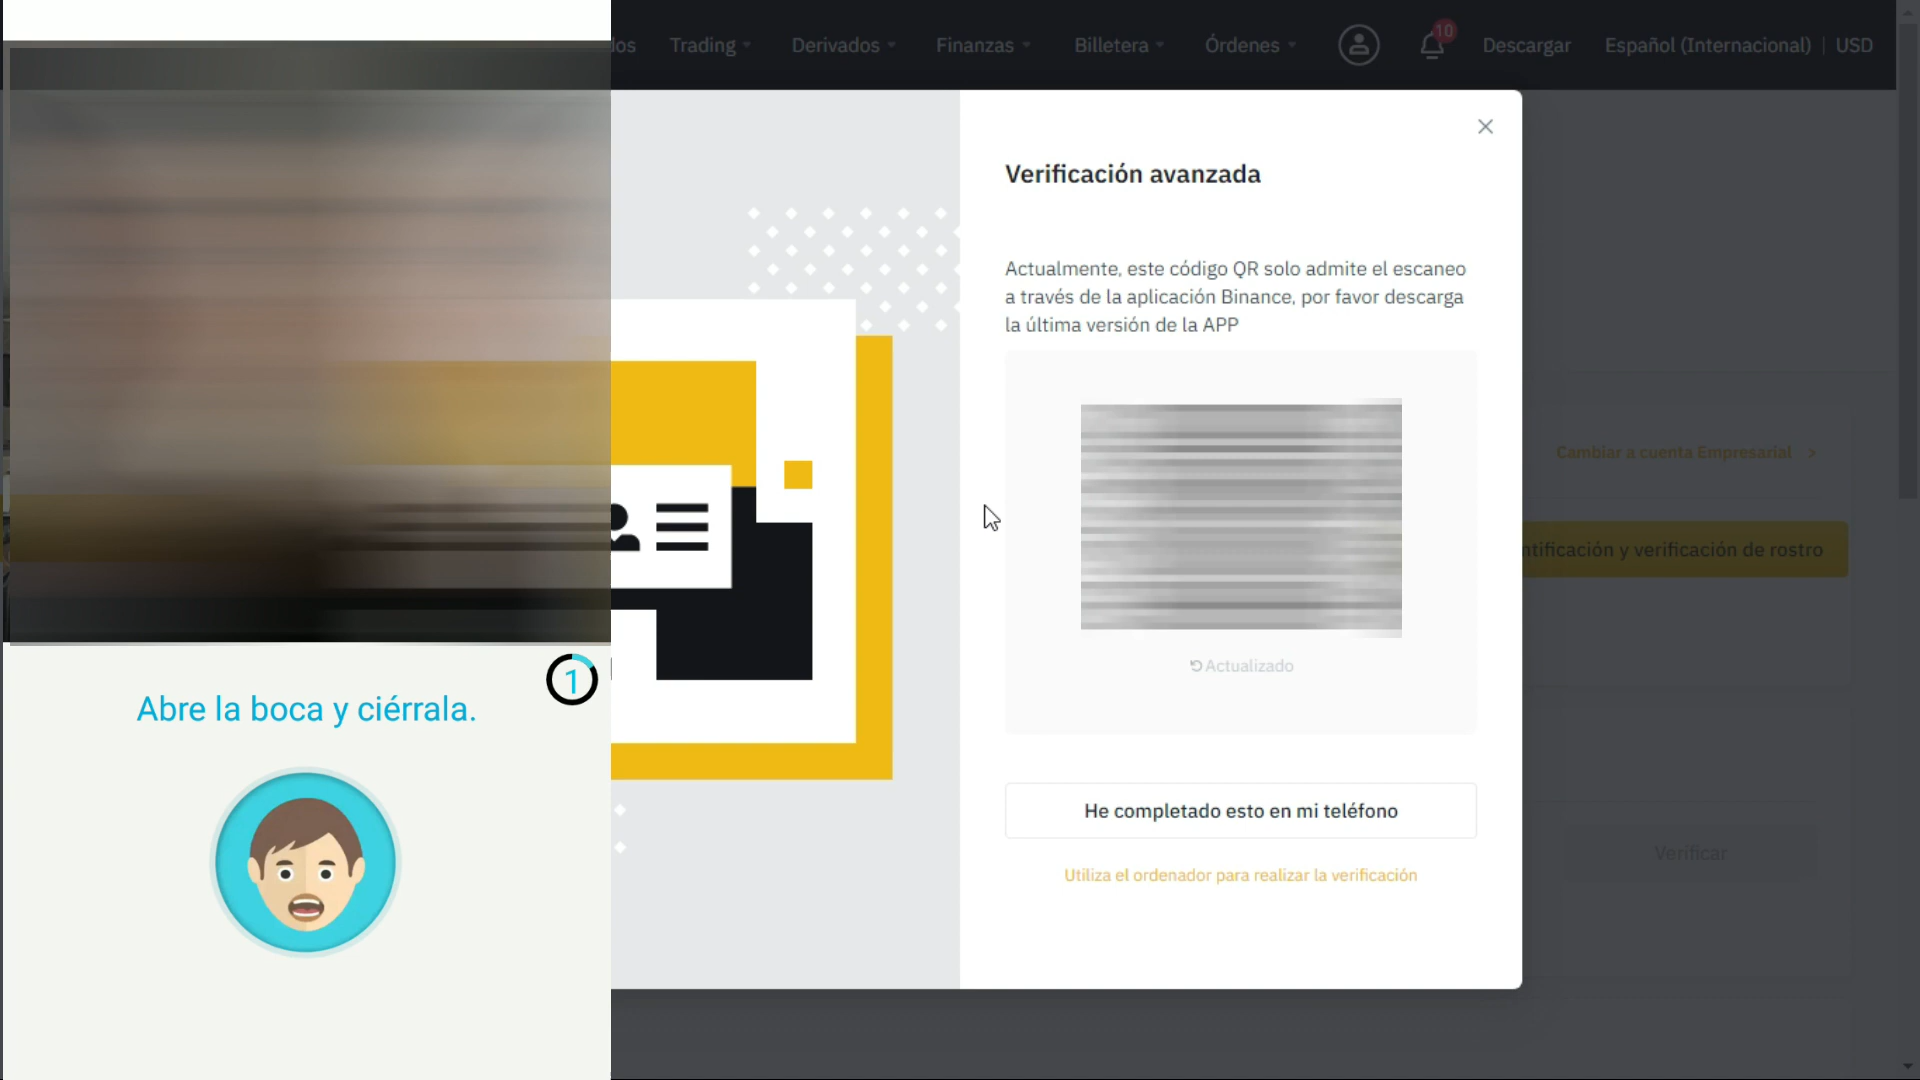 Trading
Derivados
Finanzas
Billetera
Órdenes
10
Descargar
Español (Internacional)
USD
Verificación avanzada
Actualmente, este código QR solo admite el escaneo
a través de la aplicación Binance, por favor descarga
la última versión de la APP
Actualizado
He completado esto en mi teléfono
Utiliza el ordenador para realizar la verificación
Cambiar a cuenta Empresarial
verificación de rostro
Verificar
1
Abre la boca y ciérrala.